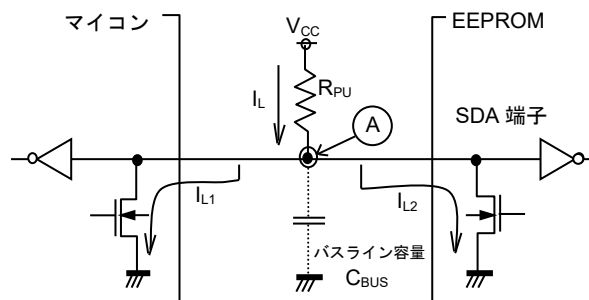 マイコン
EEPROM
VCC
RPU
IL
A
SDA 端子
IL1
IL2
バスライン容量
CBUS